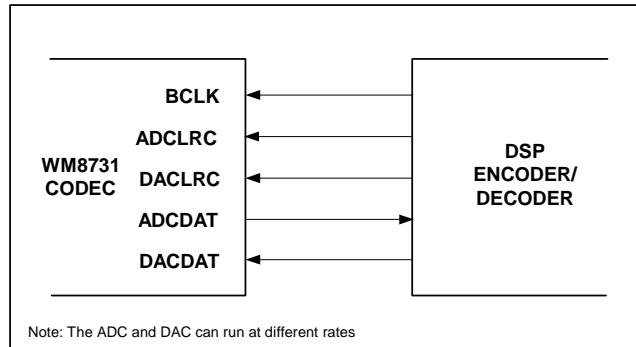 BCLK
ADCLRC
WM8731
CODEC
DACLRC
ADCDAT
DACDAT
DSP
ENCODER/
DECODER
Note: The ADC and DAC can run at different rates